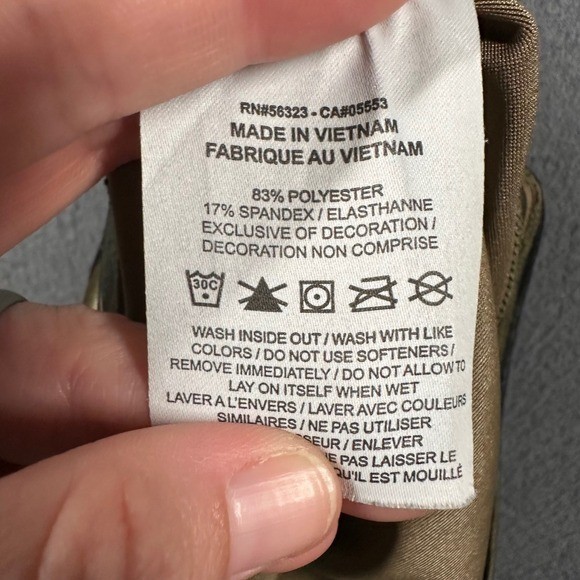 RN#56323 - CA#05553
MADE IN VIETNAM
FABRIQUE AU VIETNAM
83% POLYESTER
17% SPANDEX / ELASTHANNE
EXCLUSIVE OF DECORATION /
DECORATION NON COMPRISE
30C
WASH INSIDE OUT / WASH WITH LIKE
COLORS / DO NOT USE SOFTENERS /
REMOVE IMMEDIATELY / DO NOT ALLOW TO
LAY ON ITSELF WHEN WET
LAVER A L'ENVERS / LAVER AVEC COULEURS
SIMILAIRES / NE PAS UTILISER
/ ENLEVER
NE PAS LAISSER LE
QU'IL EST MOUILLÉ